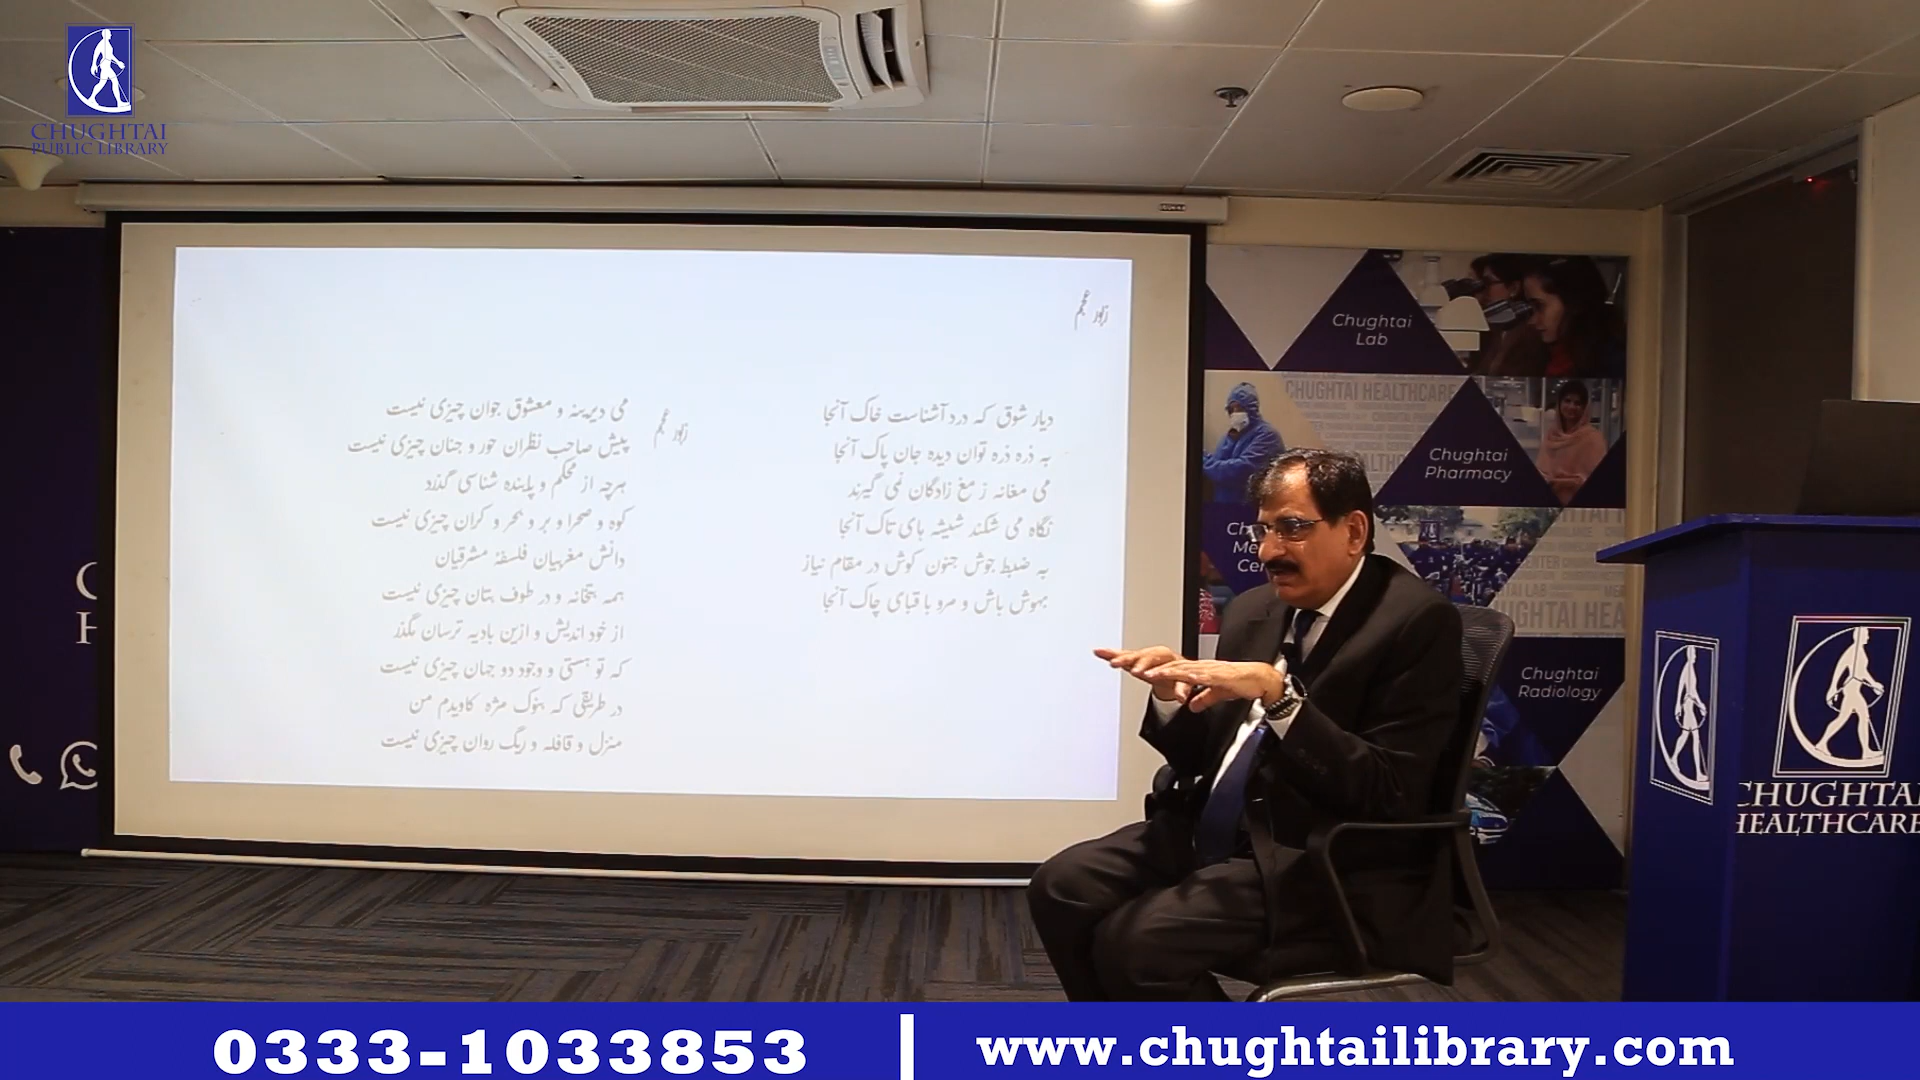 CHUGHTAI
PUBLIC LIBRARY
زبور عجم
دیار شوق که درد آشناست خاک آنجا
به ذره ذره توان دیده جان پاک آنجا
می مغانه ز مغ زادگان نمی گیرند
نگاه می شکند شیشه های تاک آنجا
به ضبط جوش جنون کوش در مقام نیاز
بهوش باش و مرو با قبای چاک آنجا
زبور عجم
می دیرینه و معشوق جوان چیزی نیست
پیش صاحب نظران حور و جنان چیزی نیست
هرچه از محکم و پاینده شناسی گذرد
کوه و صحرا و بر و بحر و کران چیزی نیست
دانش مغربیان فلسفهٔ مشرقیان
همه بتخانه و در طوف بتان چیزی نیست
از خود اندیش و ازین بادیه ترسان مگذر
که تو هستی و وجود دو جهان چیزی نیست
در طریقی که بنوک مژه کاویدم من
منزل و قافله و ریگ روان چیزی نیست
Chughtai
Lab
CHUGHTAI HEALTHCARE
Chughtai
Pharmacy
Chughtai
Radiology
CHUGHTAI
HEALTHCARE
0333-1033853
www.chughtailibrary.com